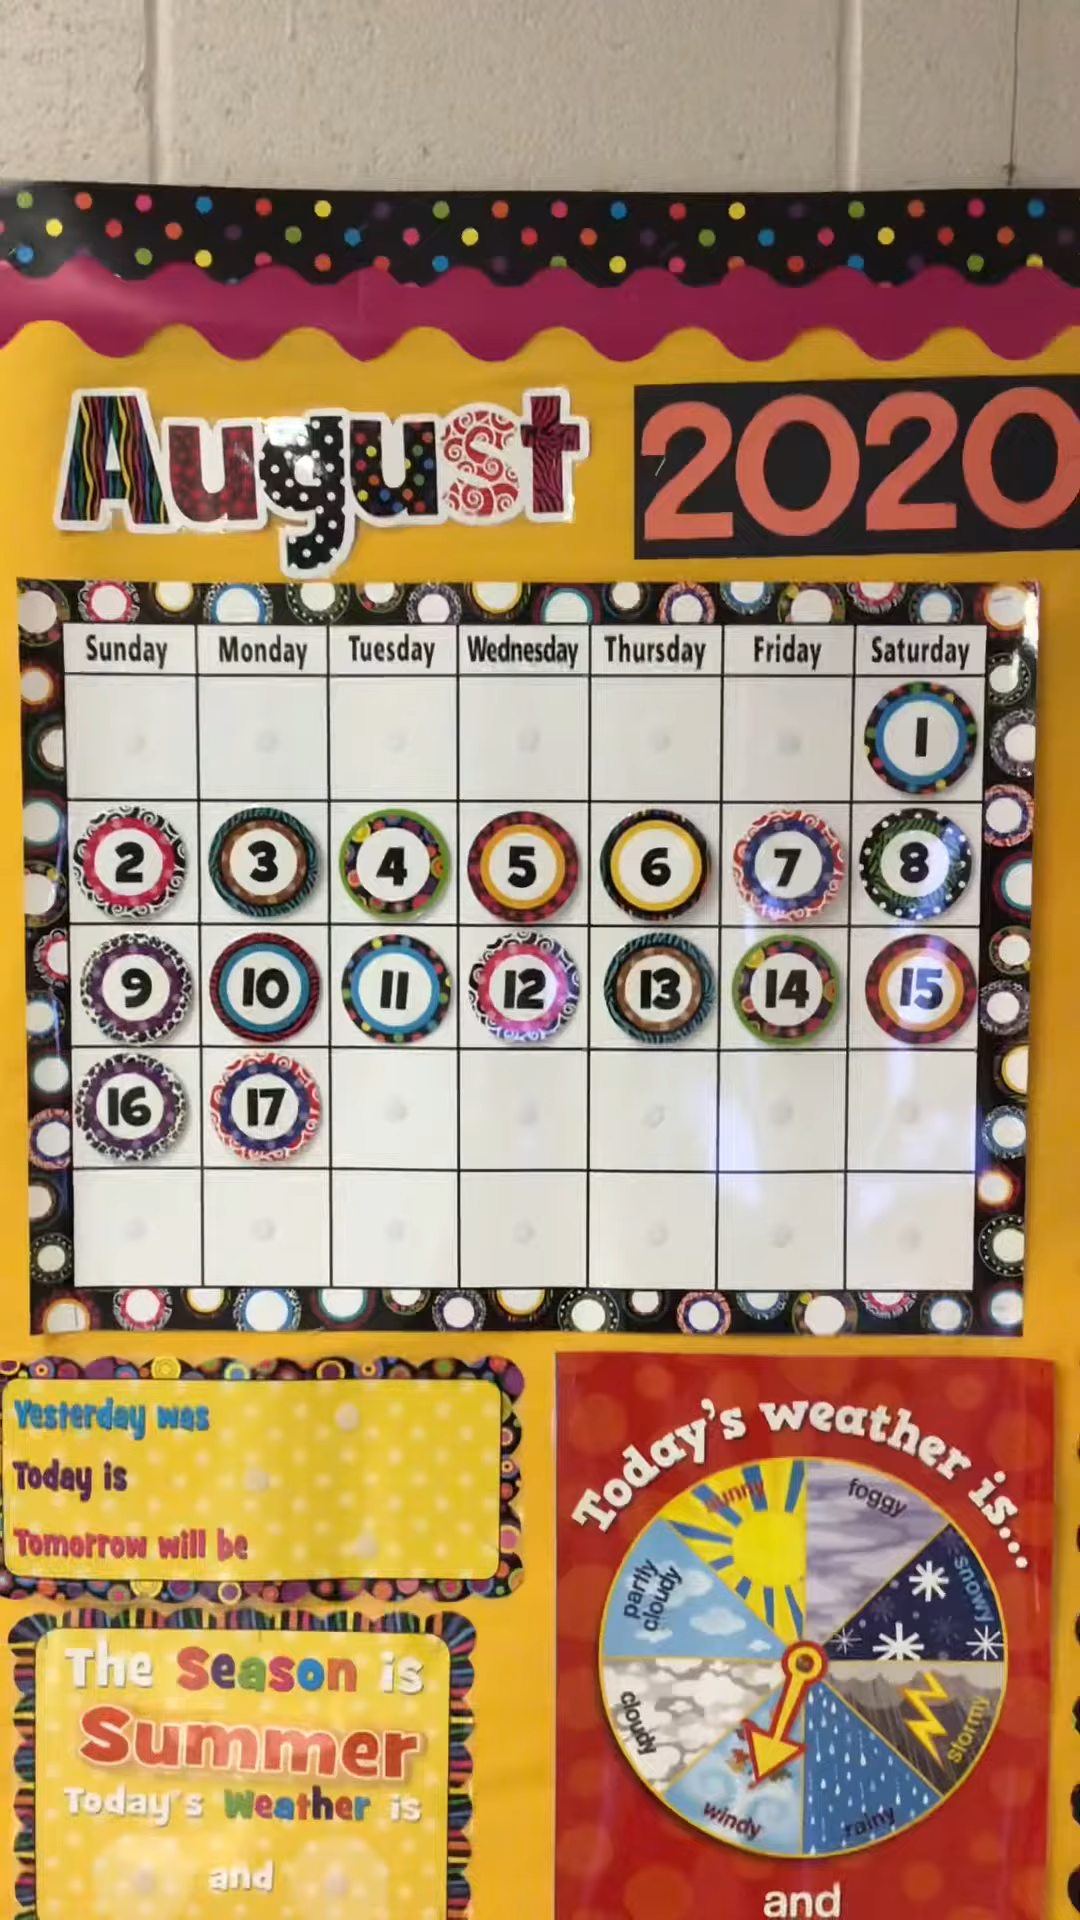 August 2020
Sunday Monday Tuesday Wednesday Thursday Friday Saturday
1
2 3 4 5 6 7 8
9 10 11 12 13 14 15
16 17
Yesterday was
Today is
Tomorrow will be
The Season is
Summer
Today's Weather is
and
Today's weather is...
sunny
foggy
partly cloudy
snowy
cloudy
stormy
windy
rainy
and